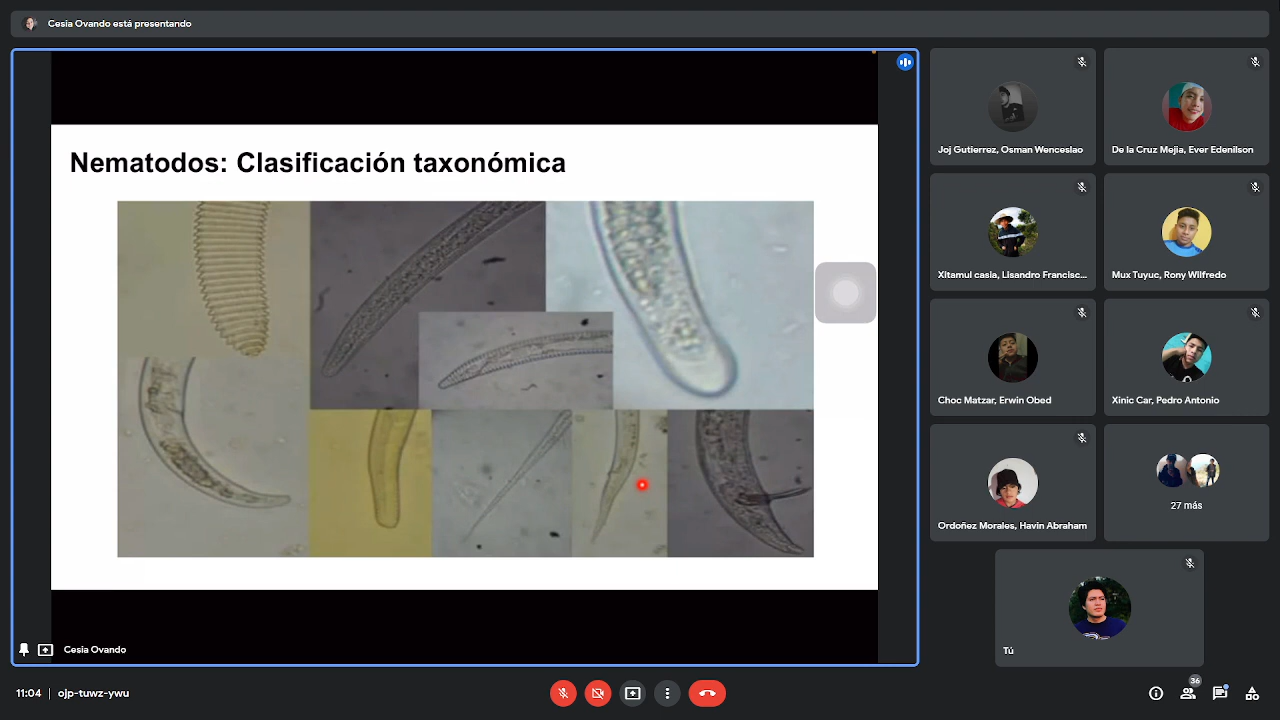 Cesia Ovando está presentando
Nematodos: Clasificación taxonómica
Cesia Ovando
Joj Gutierrez, Osman Wenceslao
De la Cruz Mejia, Ever Edenilson
Xitamul casia, Lisandro Francisc...
Mux Tuyuc, Rony Wilfredo
Choc Matzar, Erwin Obed
Xinic Car, Pedro Antonio
Ordoñez Morales, Havin Abraham
27 más
Tú
11:04 | ojp-tuwz-ywu
36